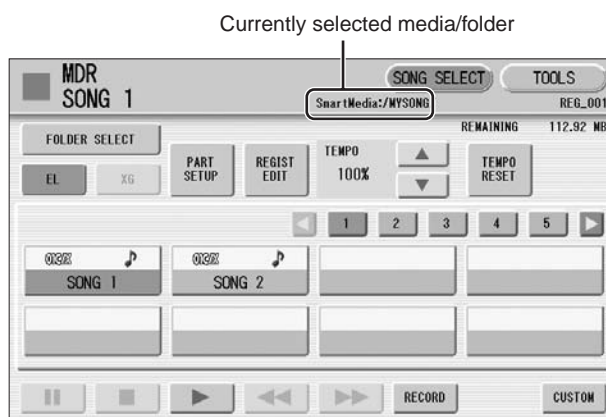 Currently selected media/folder
MDR
SONG 1
SONG SELECT
TOOLS
SmartMedia:/MYSONG
REG_001
FOLDER SELECT
EL
XG
PART SETUP
REGIST EDIT
TEMPO
100%
REMAINING 112.92 MB
TEMPO RESET
1 2 3 4 5
SONG 1
SONG 2
RECORD
CUSTOM